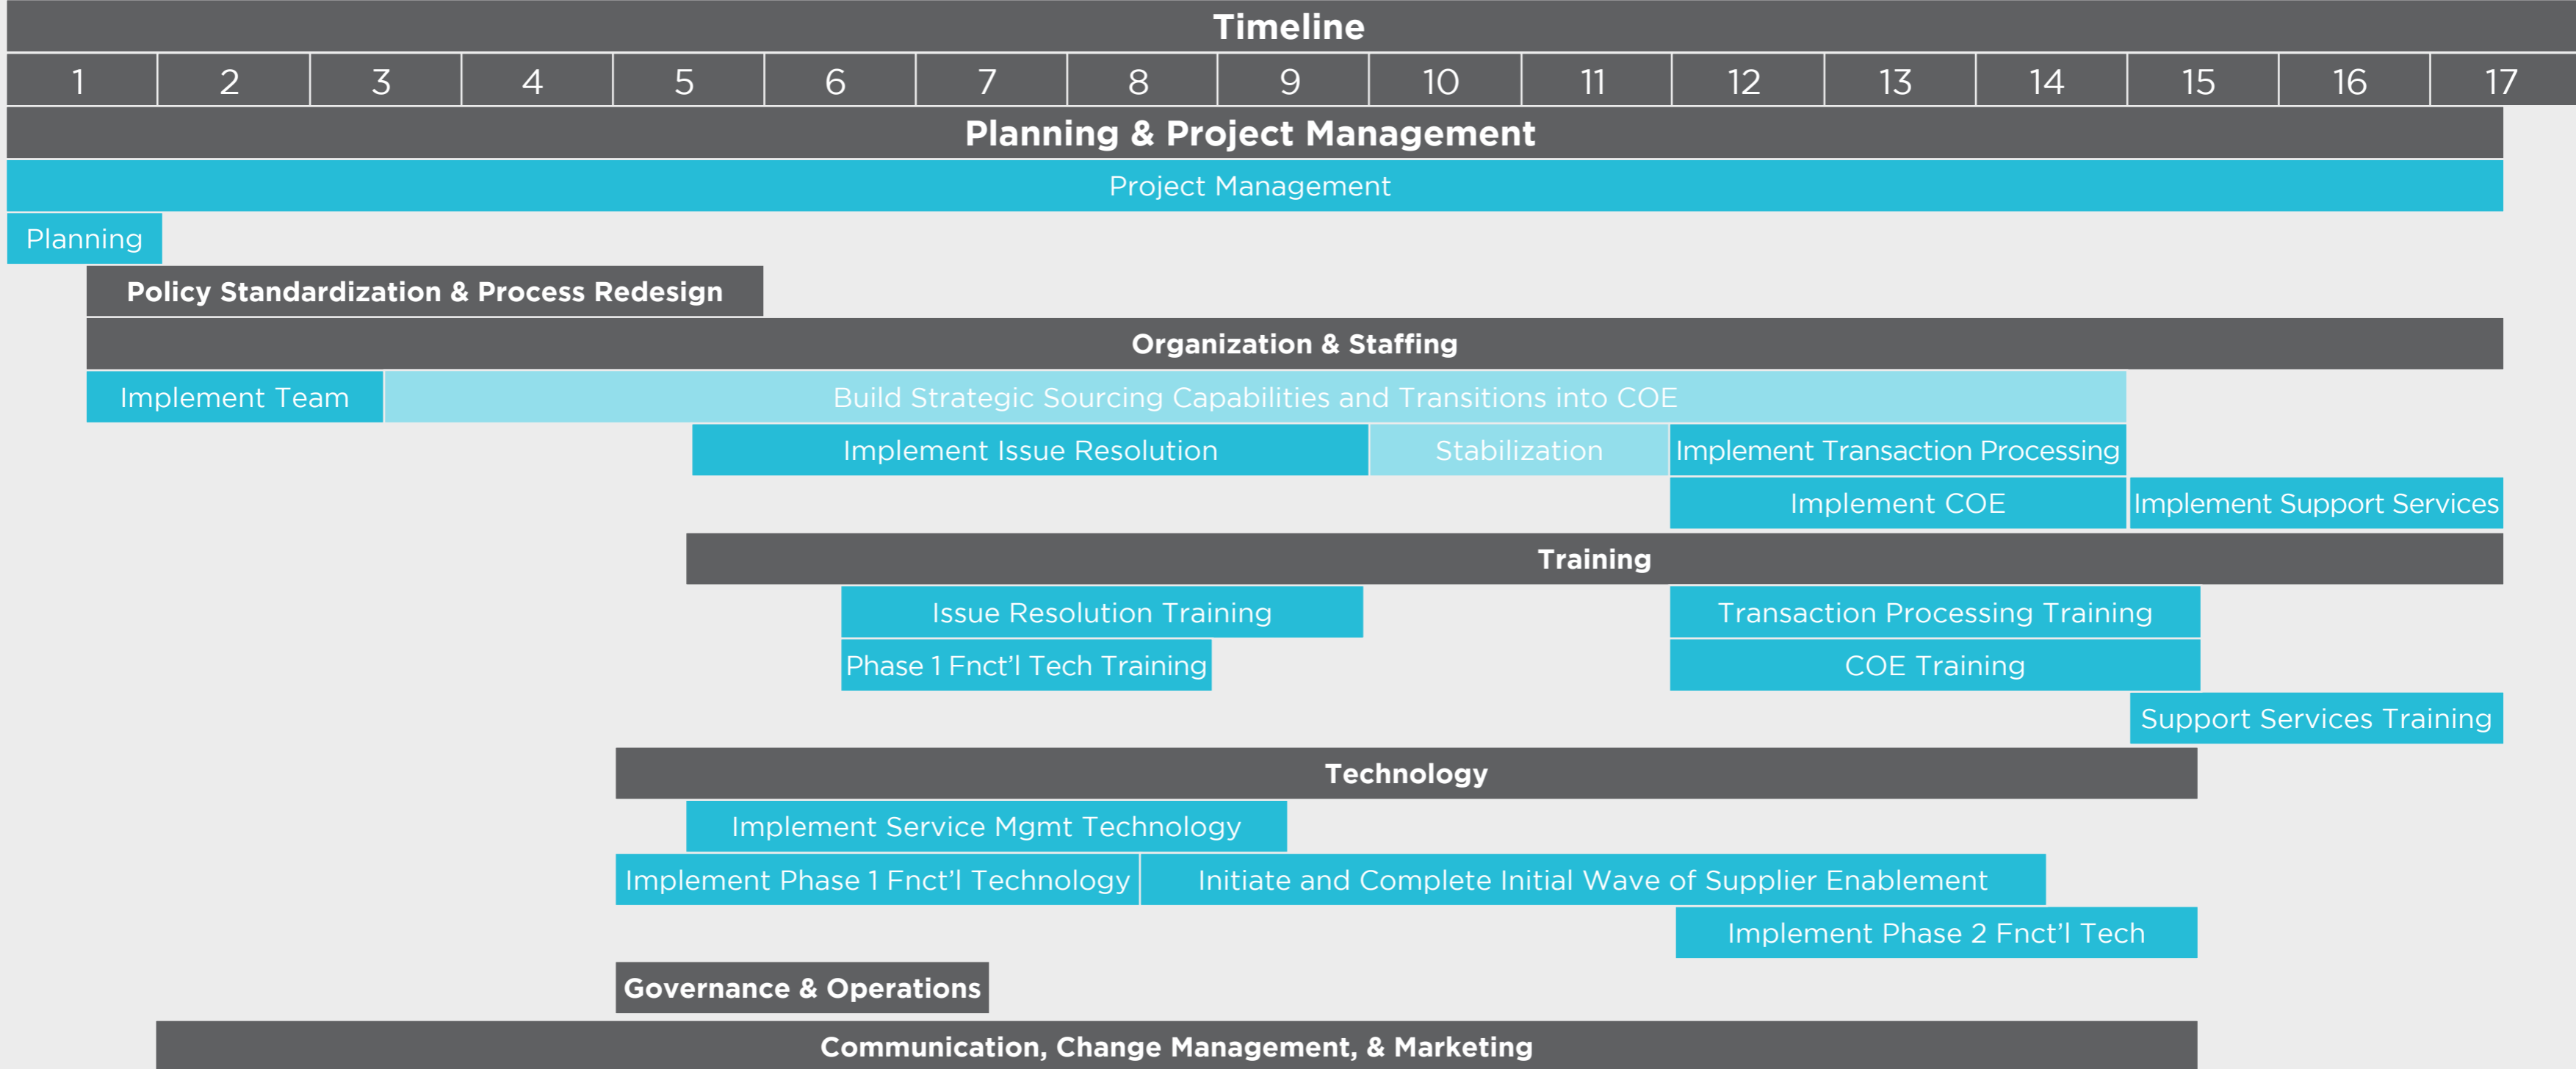 Timeline
1 2 3 4 5 6 7 8 9 10 11 12 13 14 15 16 17
Planning & Project Management
Project Management
Planning
Policy Standardization & Process Redesign
Organization & Staffing
Implement Team Build Strategic Sourcing Capabilities and Transitions into COE
Implement Issue Resolution Stabilization Implement Transaction Processing
Implement COE Implement Support Services
Training
Issue Resolution Training Transaction Processing Training
Phase 1 Fnct’l Tech Training COE Training
Support Services Training
Technology
Implement Service Mgmt Technology
Implement Phase 1 Fnct’l Technology Initiate and Complete Initial Wave of Supplier Enablement
Implement Phase 2 Fnct’l Tech
Governance & Operations
Communication, Change Management, & Marketing